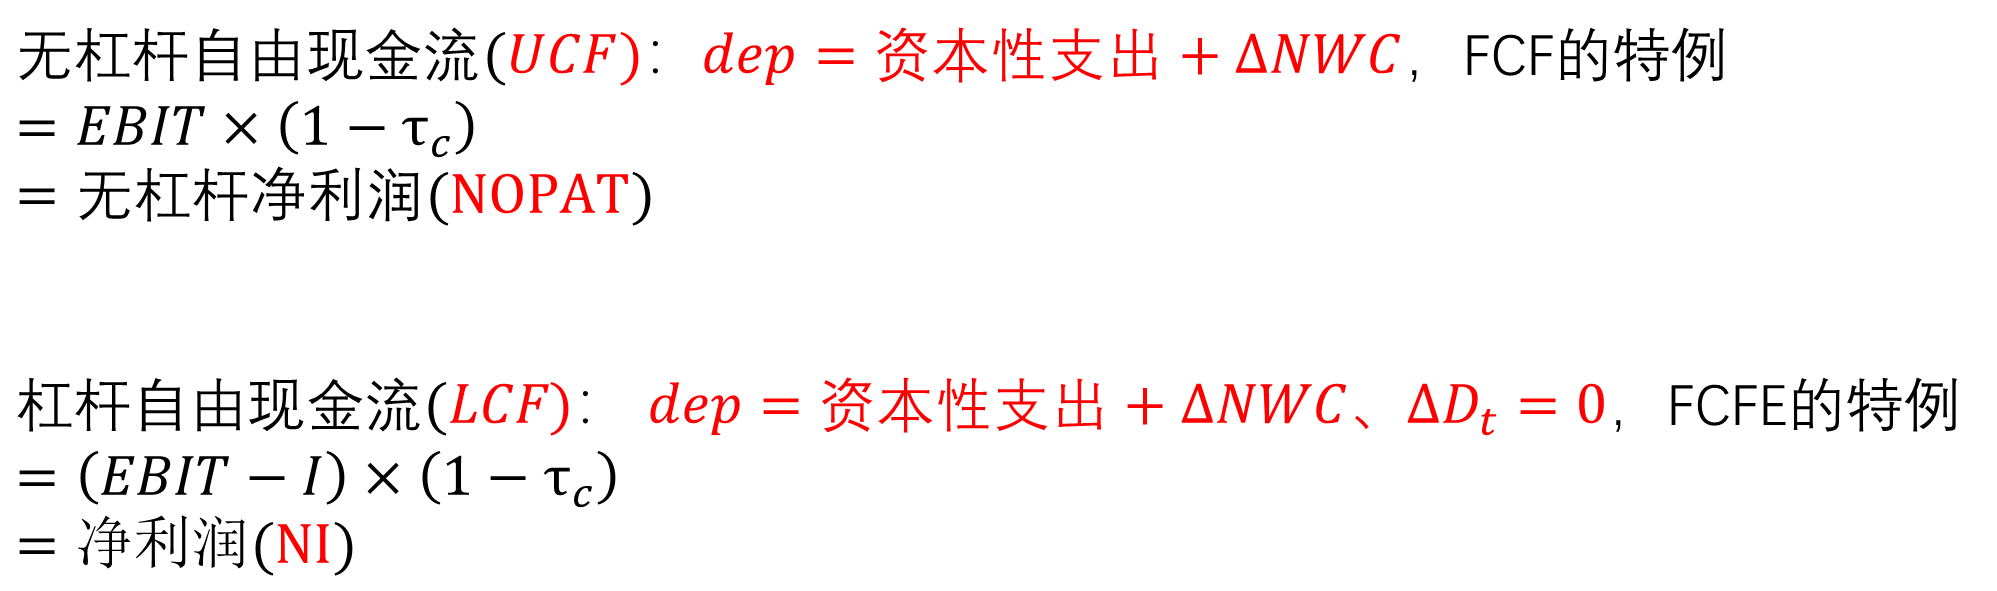 无杠杆自由现金流(UCF)：dep = 资本性支出 + ΔNWC，FCF的特例
= EBIT × (1 − τc)
= 无杠杆净利润(NOPAT)
杠杆自由现金流(LCF)： dep = 资本性支出 + ΔNWC、ΔDt = 0，FCFE的特例
= (EBIT − I) × (1 − τc)
= 净利润(NI)